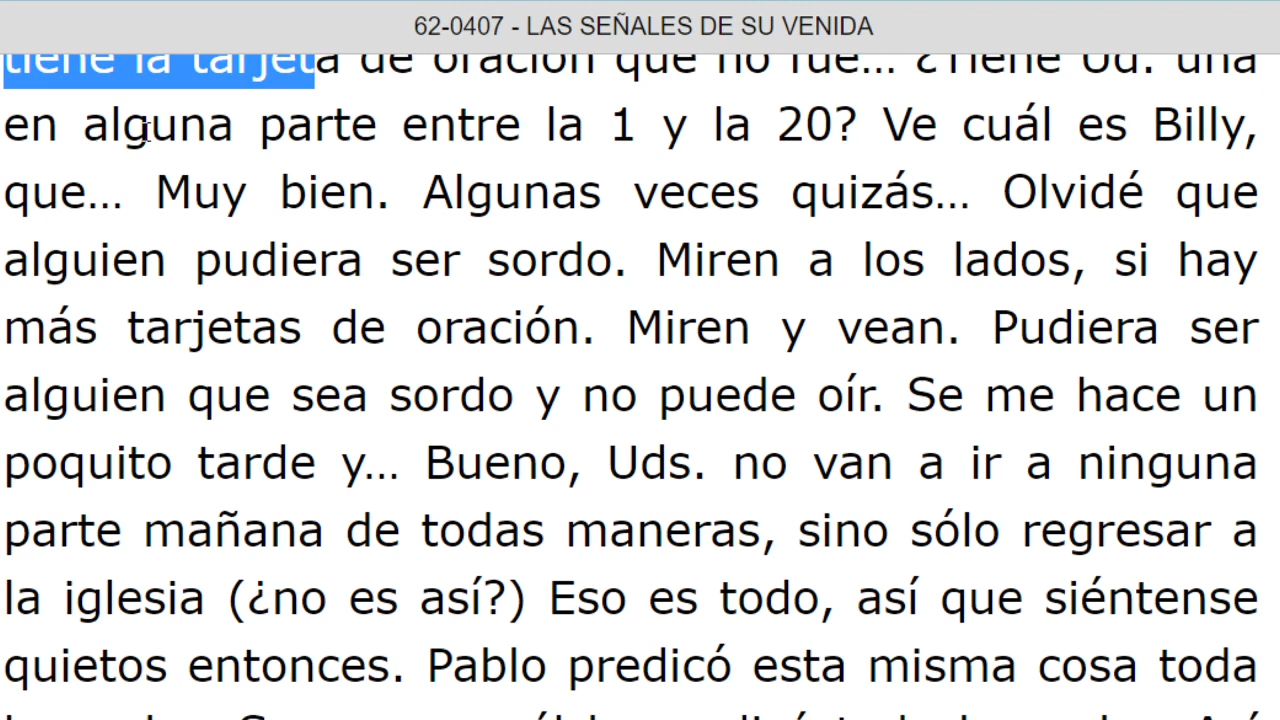 62-0407 - LAS SEÑALES DE SU VENIDA
tiene la tarjeta de oración que no fue... ¿Tiene Ud. una
en alguna parte entre la 1 y la 20? Ve cuál es Billy,
que... Muy bien. Algunas veces quizás... Olvidé que
alguien pudiera ser sordo. Miren a los lados, si hay
más tarjetas de oración. Miren y vean. Pudiera ser
alguien que sea sordo y no puede oír. Se me hace un
poquito tarde y... Bueno, Uds. no van a ir a ninguna
parte mañana de todas maneras, sino sólo regresar a
la iglesia (¿no es así?) Eso es todo, así que siéntense
quietos entonces. Pablo predicó esta misma cosa toda